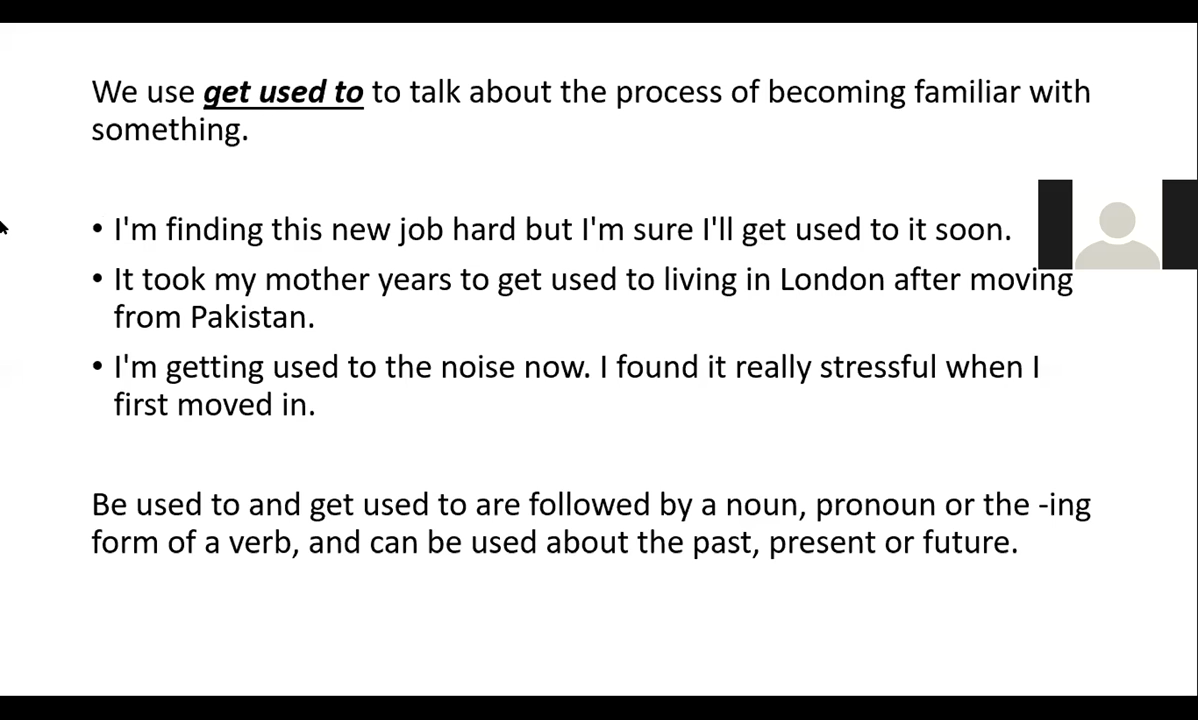 We use get used to to talk about the process of becoming familiar with
something.
• I'm finding this new job hard but I'm sure I'll get used to it soon.
• It took my mother years to get used to living in London after moving
from Pakistan.
• I'm getting used to the noise now. I found it really stressful when I
first moved in.
Be used to and get used to are followed by a noun, pronoun or the -ing
form of a verb, and can be used about the past, present or future.